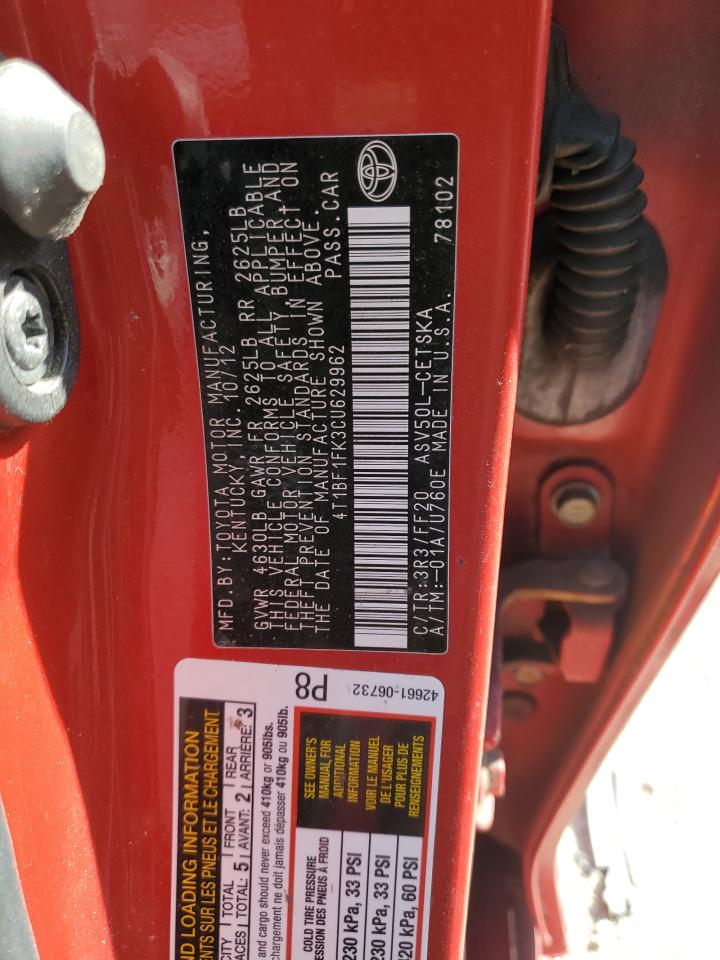 MFD.BY:TOYOTA MOTOR MANUFACTURING,
KENTUCKY, INC. 10/12
GVWR 4630LB GAWR FR 2625LB RR 2625LB
THIS VEHICLE CONFORMS TO ALL APPLICABLE
FEDERAL MOTOR VEHICLE SAFETY, BUMPER,AND
THEFT PREVENTION STANDARDS IN EFFECT ON
THE DATE OF MANUFACTURE SHOWN ABOVE.
4T1BF1FK3CU629962 PASS.CAR
C/TR:3R3/FF20 ASV50L-CETSKA
A/TM:-01A/U760E MADE IN U.S.A. 78102
ND LOADING INFORMATION
ENTS SUR LES PNEUS ET LE CHARGEMENT
CITY TOTAL FRONT REAR
ACES TOTAL: 5 AVANT: 2 ARRIÈRE: 3
and cargo should never exceed 410kg or 905lbs.
chargement ne doit jamais dépasser 410kg ou 905lb.
P8
42661-06732
COLD TIRE PRESSURE
ESSION DES PNEUS À FROID
230 kPa, 33 PSI
230 kPa, 33 PSI
420 kPa, 60 PSI
SEE OWNER'S
MANUAL FOR
ADDITIONAL
INFORMATION
VOIR LE MANUEL
DE L'USAGER
POUR PLUS DE
RENSEIGNEMENTS